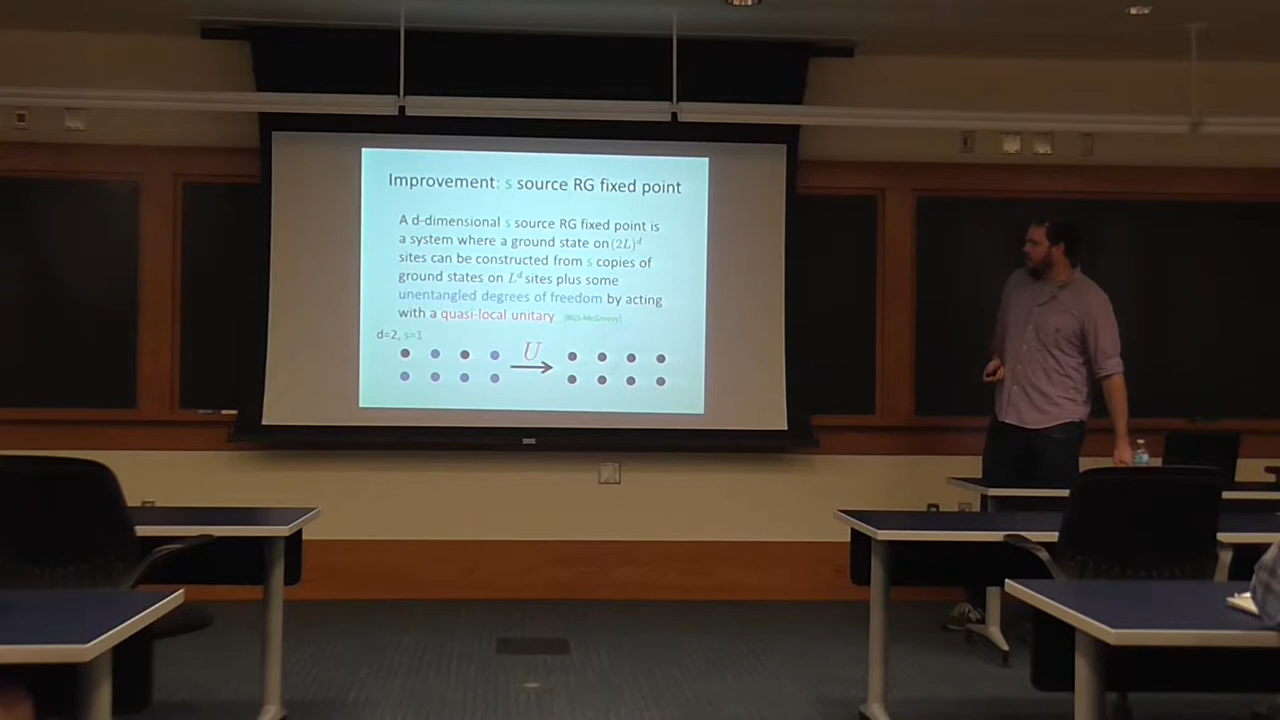 Improvement: s source RG fixed point
A d-dimensional s source RG fixed point is
a system where a ground state on (2L)^d
sites can be constructed from s copies of
ground states on L^d sites plus some
unentangled degrees of freedom by acting
with a quasi-local unitary [BGS-McGreevy]
d=2, s=1
U